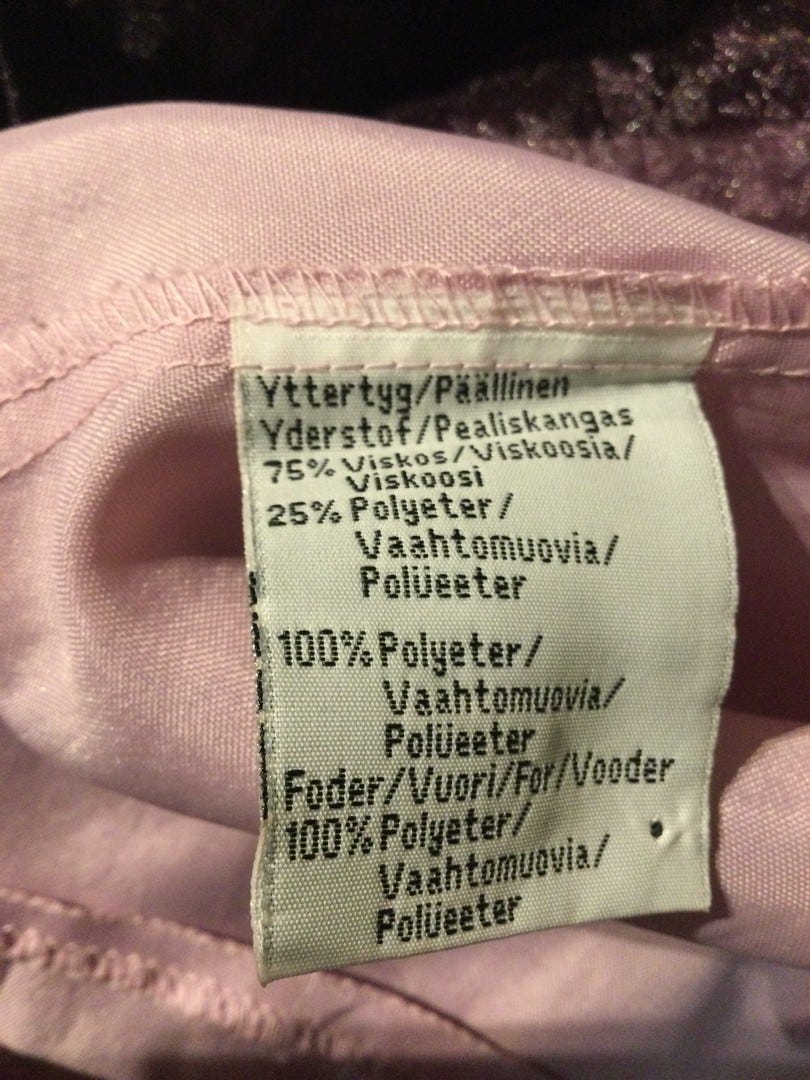 Yttertyg/Päällinen
Yderstof/Pealiskangas
75% Viskos/Viskoosia/
Viskoosi
25% Polyeter/
Vaahtomuovia/
Polüeeter
100% Polyeter/
Vaahtomuovia/
Polüeeter
Foder/Vuori/For/Vooder
100% Polyeter/
Vaahtomuovia/
Polüeeter